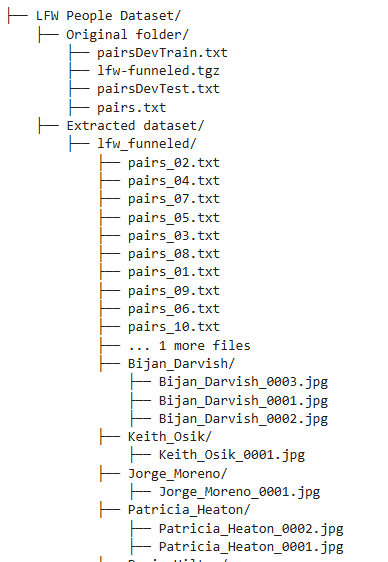 ├── LFW People Dataset/
    ├── Original folder/
        ├── pairsDevTrain.txt
        ├── lfw-funneled.tgz
        ├── pairsDevTest.txt
        ├── pairs.txt
    ├── Extracted dataset/
        ├── lfw_funneled/
            ├── pairs_02.txt
            ├── pairs_04.txt
            ├── pairs_07.txt
            ├── pairs_05.txt
            ├── pairs_03.txt
            ├── pairs_08.txt
            ├── pairs_01.txt
            ├── pairs_09.txt
            ├── pairs_06.txt
            ├── pairs_10.txt
            ├── ... 1 more files
            ├── Bijan_Darvish/
                ├── Bijan_Darvish_0003.jpg
                ├── Bijan_Darvish_0001.jpg
                ├── Bijan_Darvish_0002.jpg
            ├── Keith_Osik/
                ├── Keith_Osik_0001.jpg
            ├── Jorge_Moreno/
                ├── Jorge_Moreno_0001.jpg
            ├── Patricia_Heaton/
                ├── Patricia_Heaton_0002.jpg
                ├── Patricia_Heaton_0001.jpg